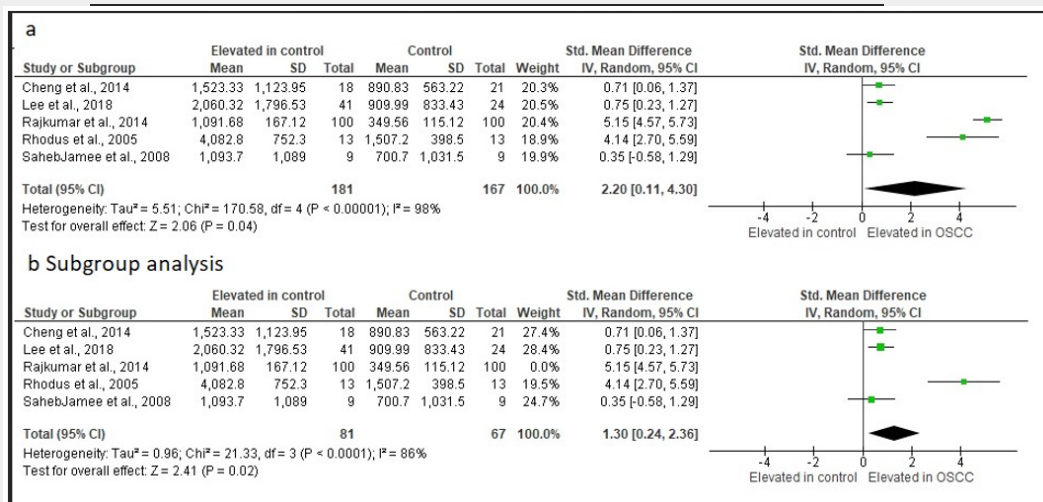 a
Elevated in control Control Std. Mean Difference Std. Mean Difference
Study or Subgroup Mean SD Total Mean SD Total Weight IV, Random, 95% CI IV, Random, 95% CI
Cheng et al., 2014 1,523.33 1,123.95 18 890.83 563.22 21 20.3% 0.71 [0.06, 1.37]
Lee et al., 2018 2,060.32 1,796.53 41 909.99 833.43 24 20.5% 0.75 [0.23, 1.27]
Rajkumar et al., 2014 1,091.68 167.12 100 349.56 115.12 100 20.4% 5.15 [4.57, 5.73]
Rhodus et al., 2005 4,082.8 752.3 13 1,507.2 398.5 13 18.9% 4.14 [2.70, 5.59]
SahebJamee et al., 2008 1,093.7 1,089 9 700.7 1,031.5 9 19.9% 0.35 [-0.58, 1.29]
Total (95% CI) 181 167 100.0% 2.20 [0.11, 4.30]
Heterogeneity: Tau² = 5.51; Chi² = 170.58, df = 4 (P < 0.00001); I² = 98%
Test for overall effect: Z = 2.06 (P = 0.04)
-4 -2 0 2 4
Elevated in control Elevated in OSCC
b Subgroup analysis
Elevated in control Control Std. Mean Difference Std. Mean Difference
Study or Subgroup Mean SD Total Mean SD Total Weight IV, Random, 95% CI IV, Random, 95% CI
Cheng et al., 2014 1,523.33 1,123.95 18 890.83 563.22 21 27.4% 0.71 [0.06, 1.37]
Lee et al., 2018 2,060.32 1,796.53 41 909.99 833.43 24 28.4% 0.75 [0.23, 1.27]
Rajkumar et al., 2014 1,091.68 167.12 100 349.56 115.12 100 0.0% 5.15 [4.57, 5.73]
Rhodus et al., 2005 4,082.8 752.3 13 1,507.2 398.5 13 19.5% 4.14 [2.70, 5.59]
SahebJamee et al., 2008 1,093.7 1,089 9 700.7 1,031.5 9 24.7% 0.35 [-0.58, 1.29]
Total (95% CI) 81 67 100.0% 1.30 [0.24, 2.36]
Heterogeneity: Tau² = 0.96; Chi² = 21.33, df = 3 (P < 0.0001); I² = 86%
Test for overall effect: Z = 2.41 (P = 0.02)
-4 -2 0 2 4
Elevated in control Elevated in OSCC